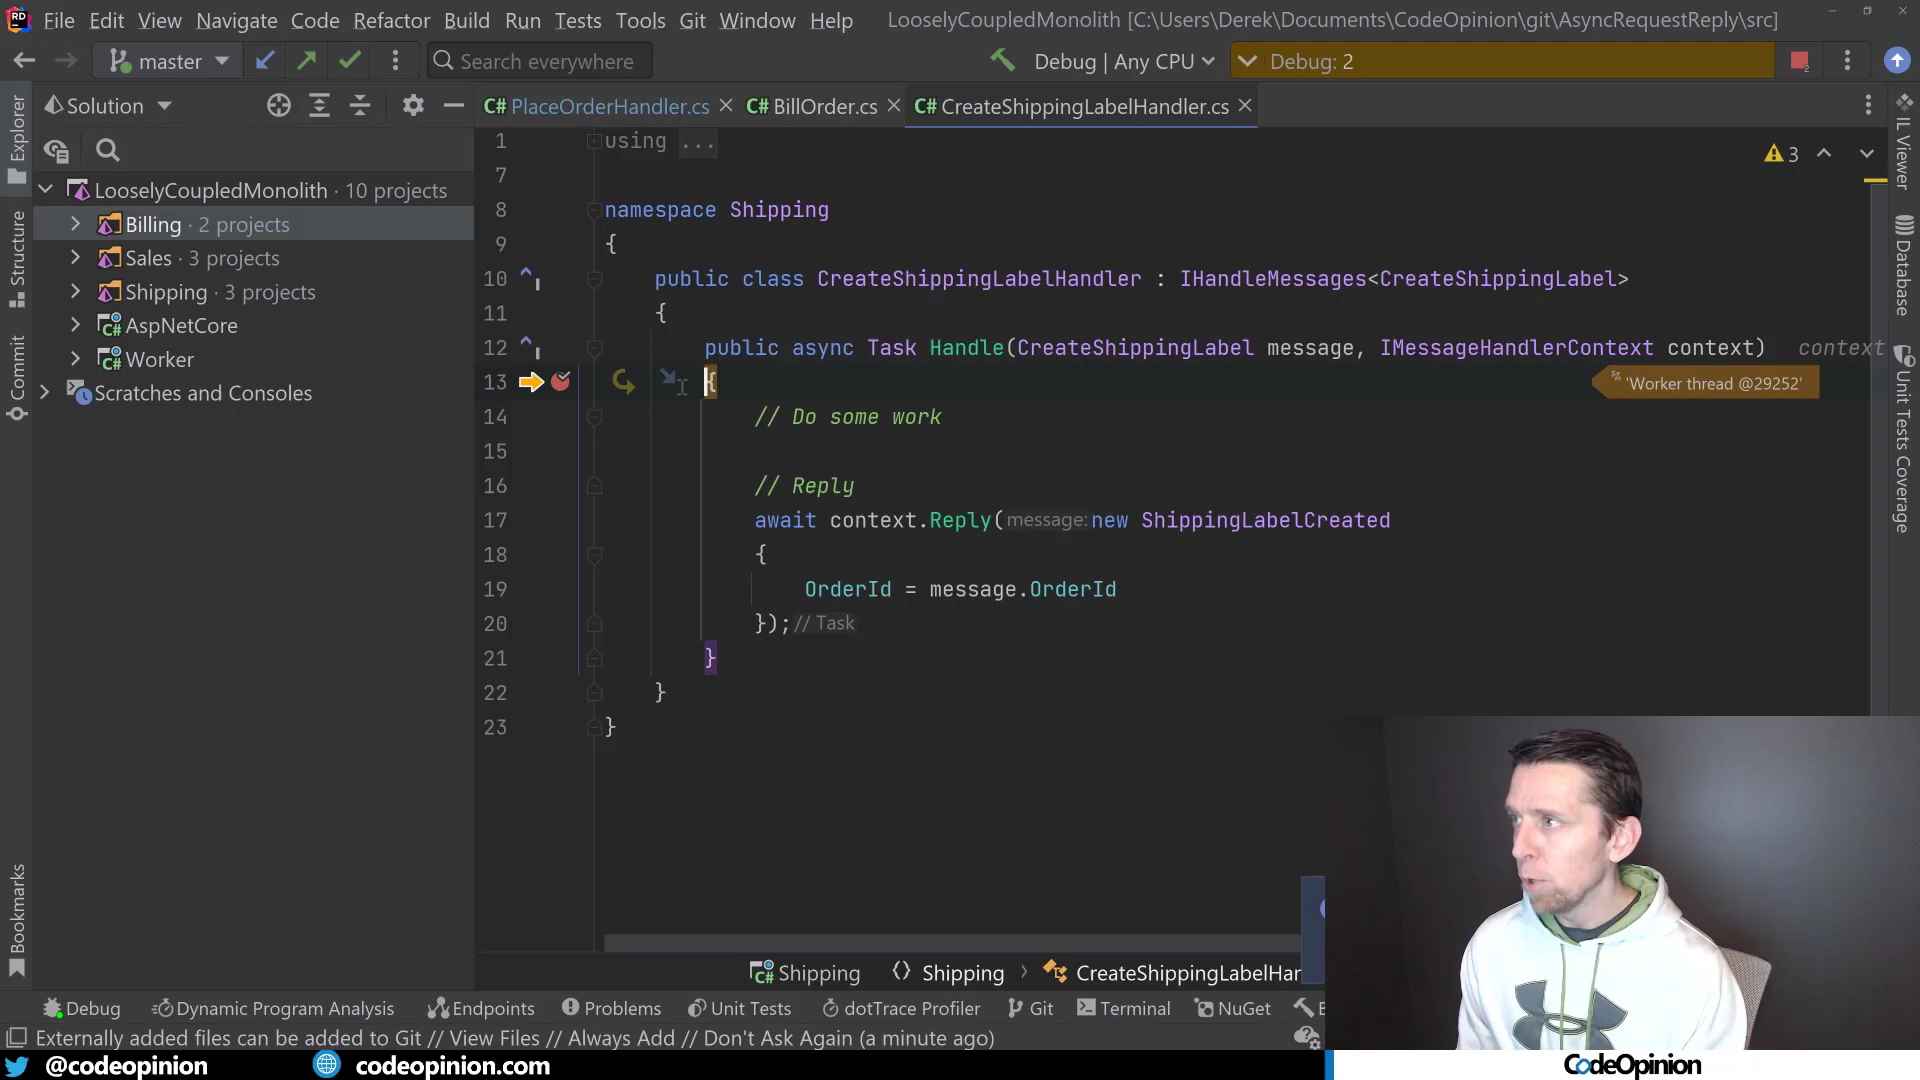 File Edit View Navigate Code Refactor Build Run Tests Tools Git Window Help LooselyCoupledMonolith [C:\Users\Derek\Documents\CodeOpinion\git\AsyncRequestReply\src]
master Search everywhere Debug | Any CPU Debug: 2
Solution PlaceOrderHandler.cs BillOrder.cs CreateShippingLabelHandler.cs
LooselyCoupledMonolith · 10 projects
Billing · 2 projects
Sales · 3 projects
Shipping · 3 projects
AspNetCore
Worker
Scratches and Consoles
1 using ...
7
8 namespace Shipping
9 {
10 public class CreateShippingLabelHandler : IHandleMessages<CreateShippingLabel>
11 {
12 public async Task Handle(CreateShippingLabel message, IMessageHandlerContext context) context
13 { 'Worker thread @29252'
14 // Do some work
15
16 // Reply
17 await context.Reply(message:new ShippingLabelCreated
18 {
19 OrderId = message.OrderId
20 });// Task
21 }
22 }
23 }
3
Explorer
Structure
Commit
Bookmarks
IL Viewer
Database
Unit Tests Coverage
Shipping Shipping CreateShippingLabelHan
Debug Dynamic Program Analysis Endpoints Problems Unit Tests dotTrace Profiler Git Terminal NuGet
Externally added files can be added to Git // View Files // Always Add // Don't Ask Again (a minute ago)
@codeopinion codeopinion.com CodeOpinion